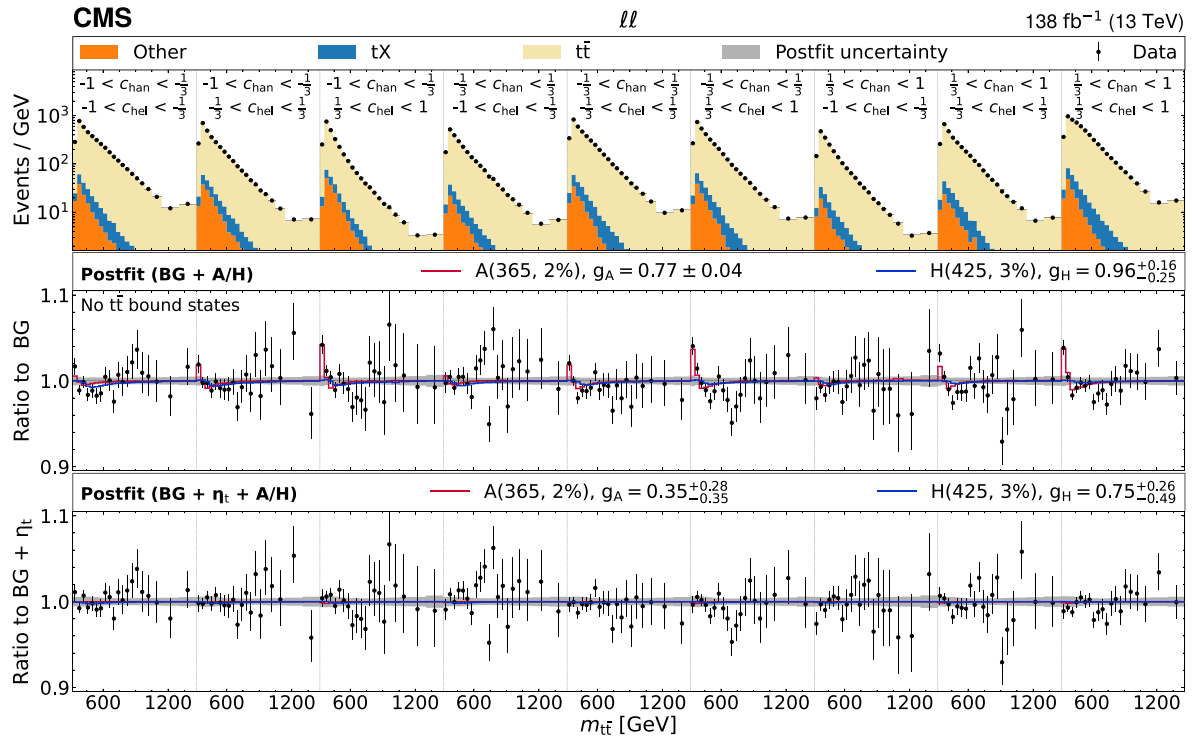 CMS ℓℓ 138 fb⁻¹ (13 TeV)
Other tX tt̄ Postfit uncertainty Data
-1 < c_han < -1/3 -1 < c_han < -1/3 -1 < c_han < -1/3 -1/3 < c_han < 1/3 -1/3 < c_han < 1/3 -1/3 < c_han < 1/3 1/3 < c_han < 1 1/3 < c_han < 1 1/3 < c_han < 1
-1 < c_hel < -1/3 -1/3 < c_hel < 1/3 1/3 < c_hel < 1 -1 < c_hel < -1/3 -1/3 < c_hel < 1/3 1/3 < c_hel < 1 -1 < c_hel < -1/3 -1/3 < c_hel < 1/3 1/3 < c_hel < 1
Events / GeV
10³
10²
10¹
Postfit (BG + A/H) A(365, 2%), g_A = 0.77 ± 0.04 H(425, 3%), g_H = 0.96 +0.16 -0.25
No tt̄ bound states
Ratio to BG
1.1
1.0
0.9
Postfit (BG + η_t + A/H) A(365, 2%), g_A = 0.35 +0.28 -0.35 H(425, 3%), g_H = 0.75 +0.26 -0.49
Ratio to BG + η_t
1.1
1.0
0.9
600 1200 600 1200 600 1200 600 1200 600 1200 600 1200 600 1200 600 1200 600 1200
m_tt̄ [GeV]